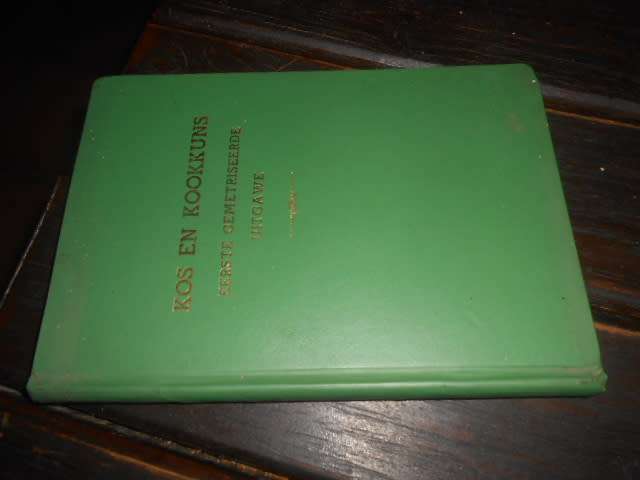 KOS EN KOOKKUNS
EERSTE GEMETRISEERDE
UITGAWE